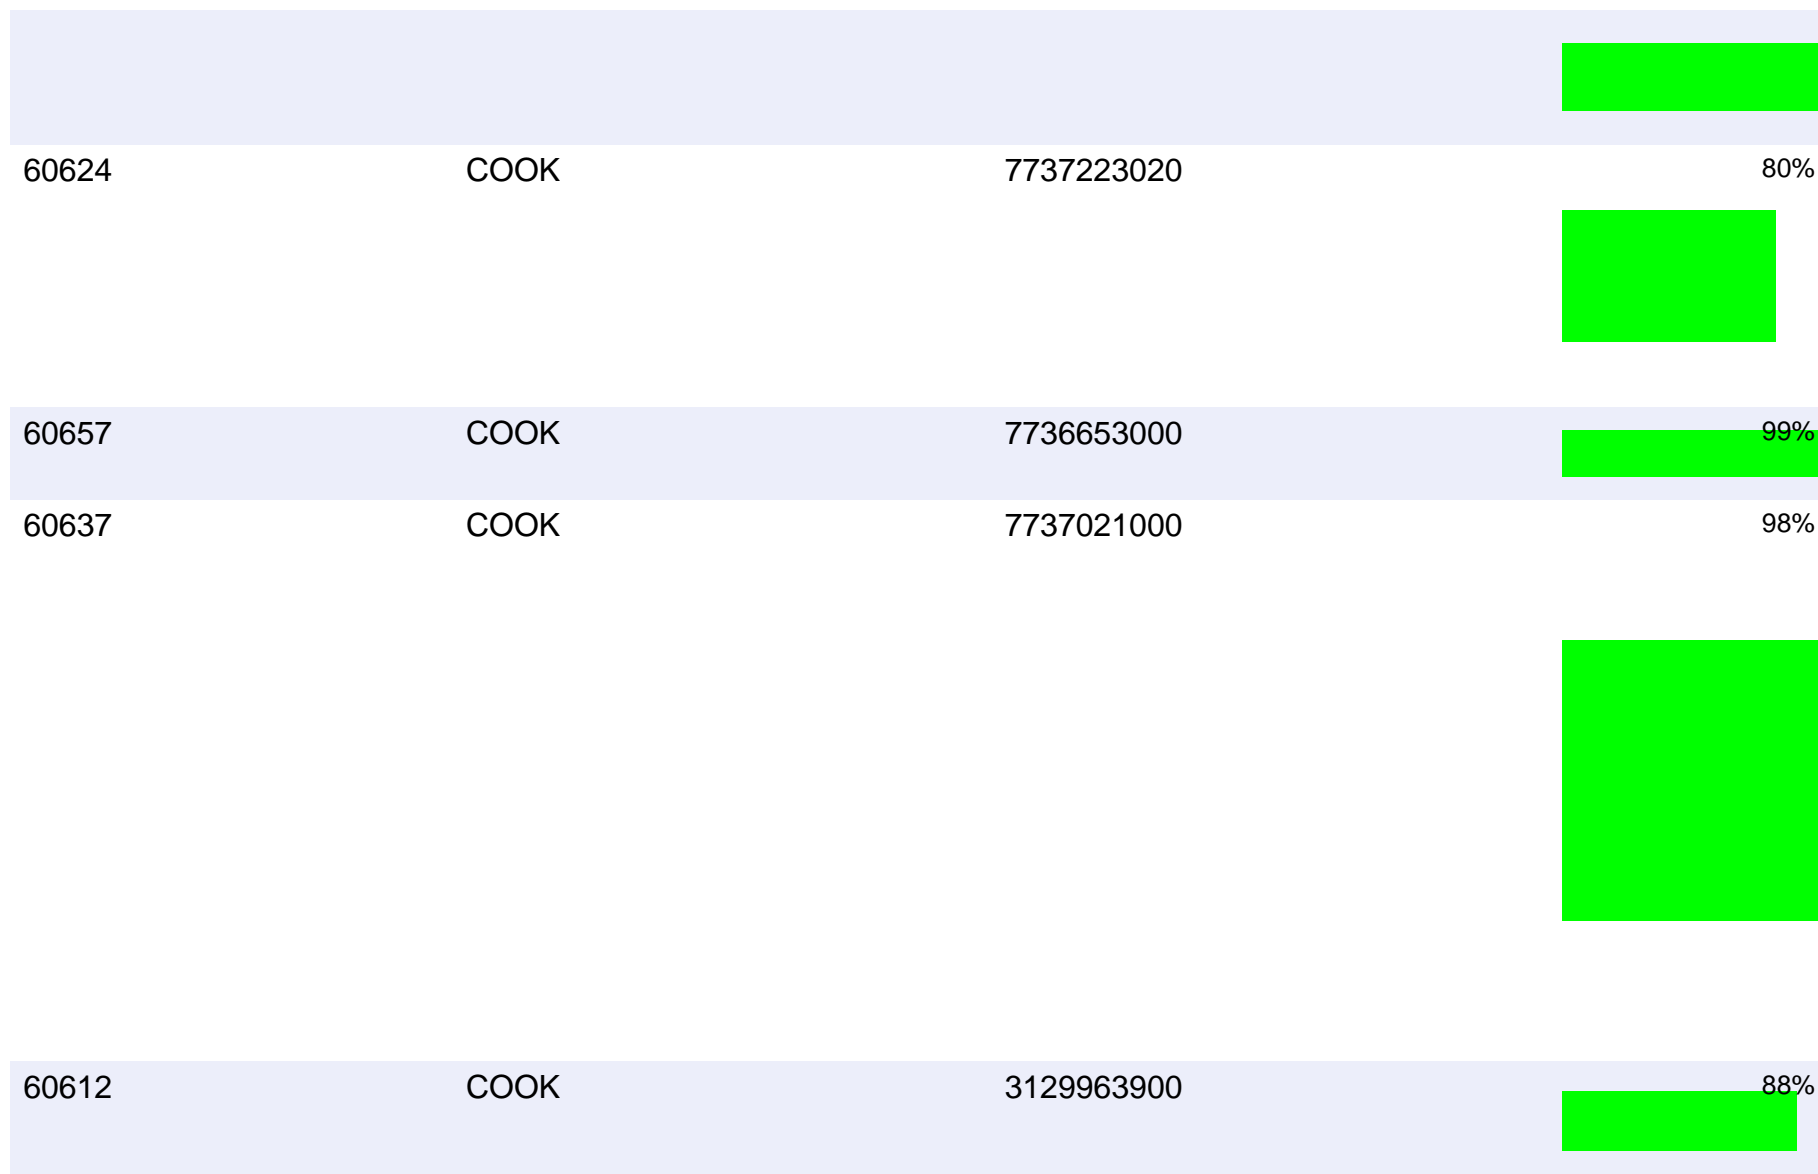 60624 COOK 7737223020 80%
60657 COOK 7736653000 99%
60637 COOK 7737021000 98%
60612 COOK 3129963900 88%